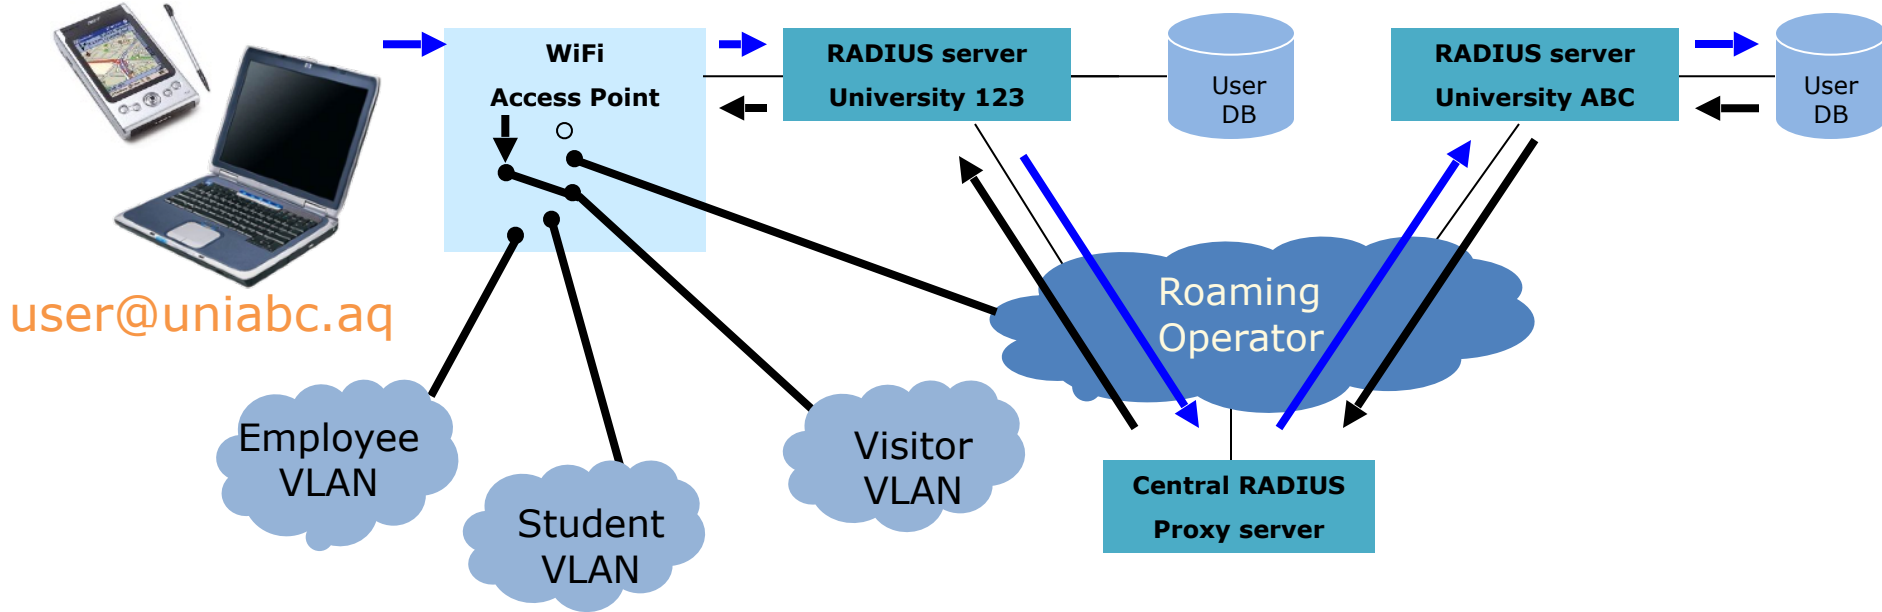 WiFi
Access Point
RADIUS server
University 123
User
DB
RADIUS server
University ABC
User
DB
user@uniabc.aq
Roaming
Operator
Employee
VLAN
Student
VLAN
Visitor
VLAN
Central RADIUS
Proxy server